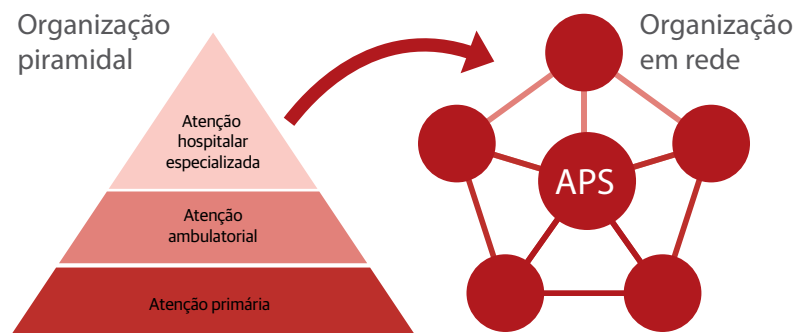 Organização
piramidal
Atenção
hospitalar
especializada
Atenção
ambulatorial
Atenção primária
Organização
em rede
APS